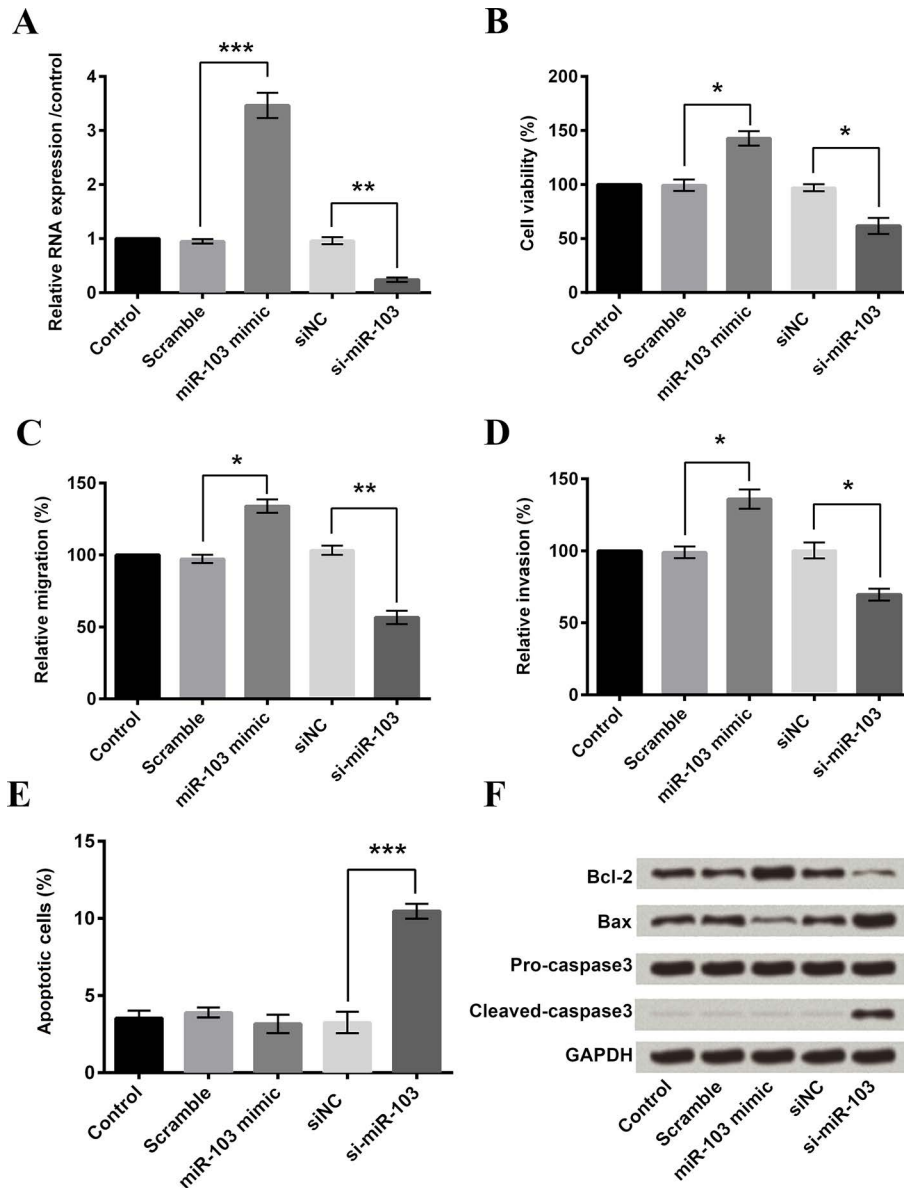 A
Relative RNA expression /control
4
3
2
1
0
***
**
Control
Scramble
miR-103 mimic
siNC
si-miR-103
B
Cell viability (%)
200
150
100
50
0
*
*
Control
Scramble
miR-103 mimic
siNC
si-miR-103
C
Relative migration (%)
150
100
50
0
*
**
Control
Scramble
miR-103 mimic
siNC
si-miR-103
D
Relative invasion (%)
150
100
50
0
*
*
Control
Scramble
miR-103 mimic
siNC
si-miR-103
E
Apoptotic cells (%)
15
10
5
0
***
Control
Scramble
miR-103 mimic
siNC
si-miR-103
F
Bcl-2
Bax
Pro-caspase3
Cleaved-caspase3
GAPDH
Control
Scramble
miR-103 mimic
siNC
si-miR-103